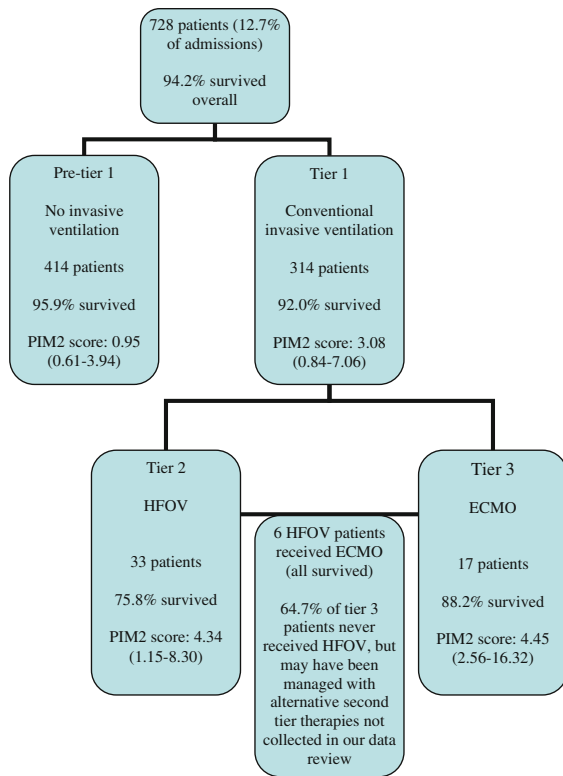 728 patients (12.7%
of admissions)
94.2% survived
overall
Pre-tier 1
No invasive
ventilation
414 patients
95.9% survived
PIM2 score: 0.95
(0.61-3.94)
Tier 1
Conventional
invasive ventilation
314 patients
92.0% survived
PIM2 score: 3.08
(0.84-7.06)
Tier 2
HFOV
33 patients
75.8% survived
PIM2 score: 4.34
(1.15-8.30)
6 HFOV patients
received ECMO
(all survived)
64.7% of tier 3
patients never
received HFOV, but
may have been
managed with
alternative second
tier therapies not
collected in our data
review
Tier 3
ECMO
17 patients
88.2% survived
PIM2 score: 4.45
(2.56-16.32)